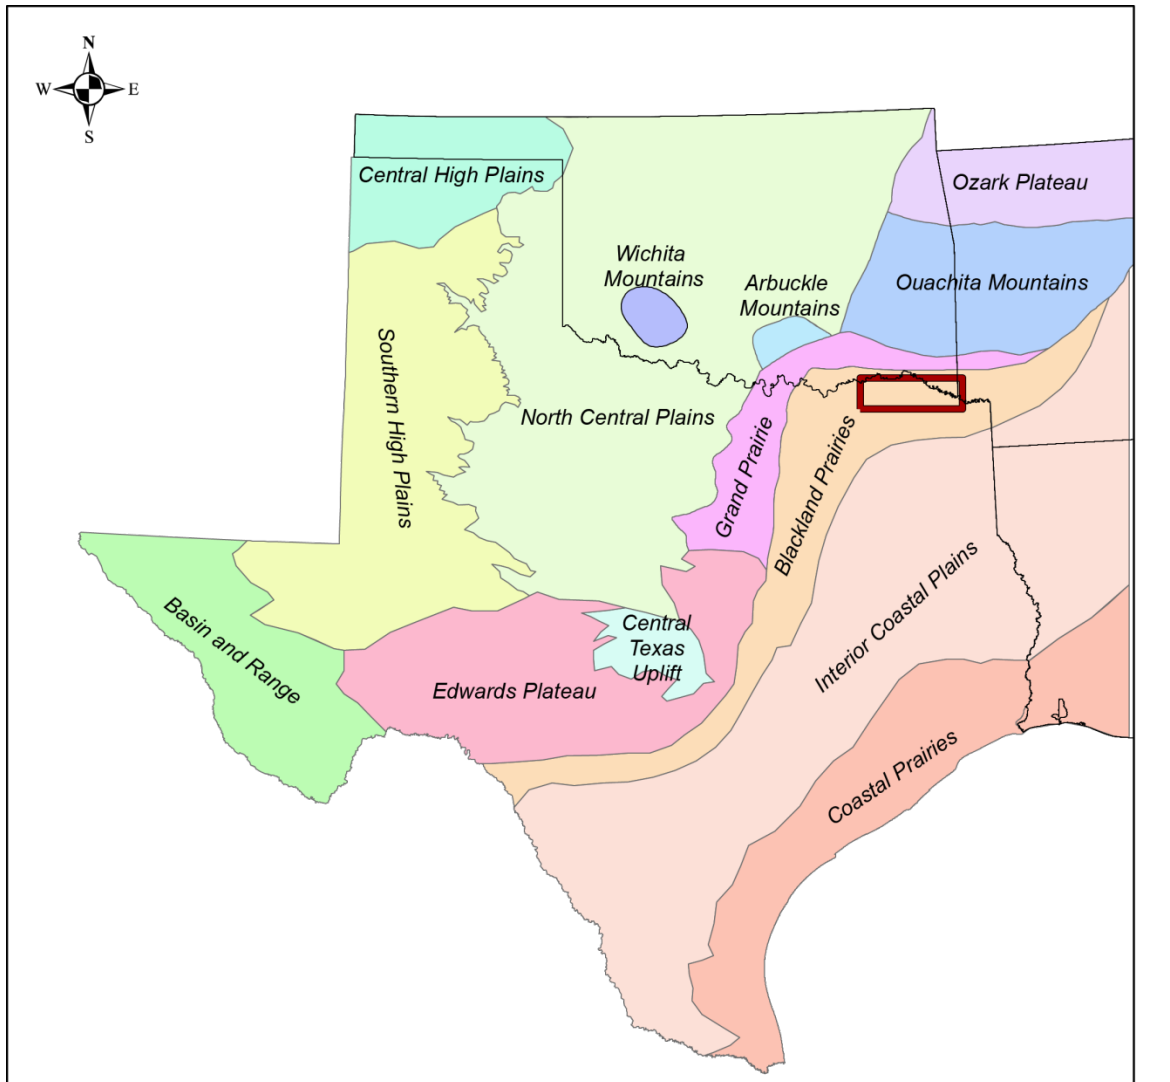 N
W E
S
Central High Plains
Ozark Plateau
Wichita
Mountains
Arbuckle
Mountains
Ouachita Mountains
Southern High Plains
North Central Plains
Grand Prairie
Blackland Prairies
Interior Coastal Plains
Basin and Range
Central
Texas
Uplift
Edwards Plateau
Coastal Prairies